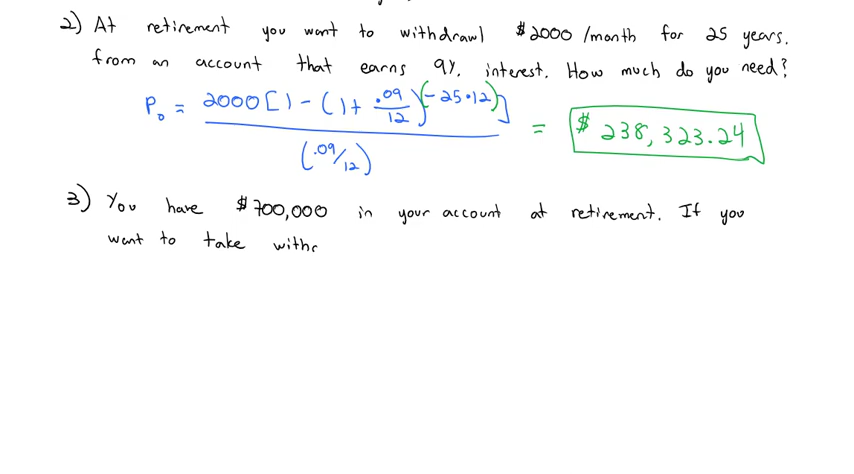 2) At retirement you want to withdrawl $2000 /month for 25 years.
from an account that earns 9% interest. How much do you need?
P₀ = 2000[1 - (1 + .09/12)^(-25·12)] / (.09/12) = $238,323.24
3) You have $700,000 in your account at retirement. If you
want to take withd